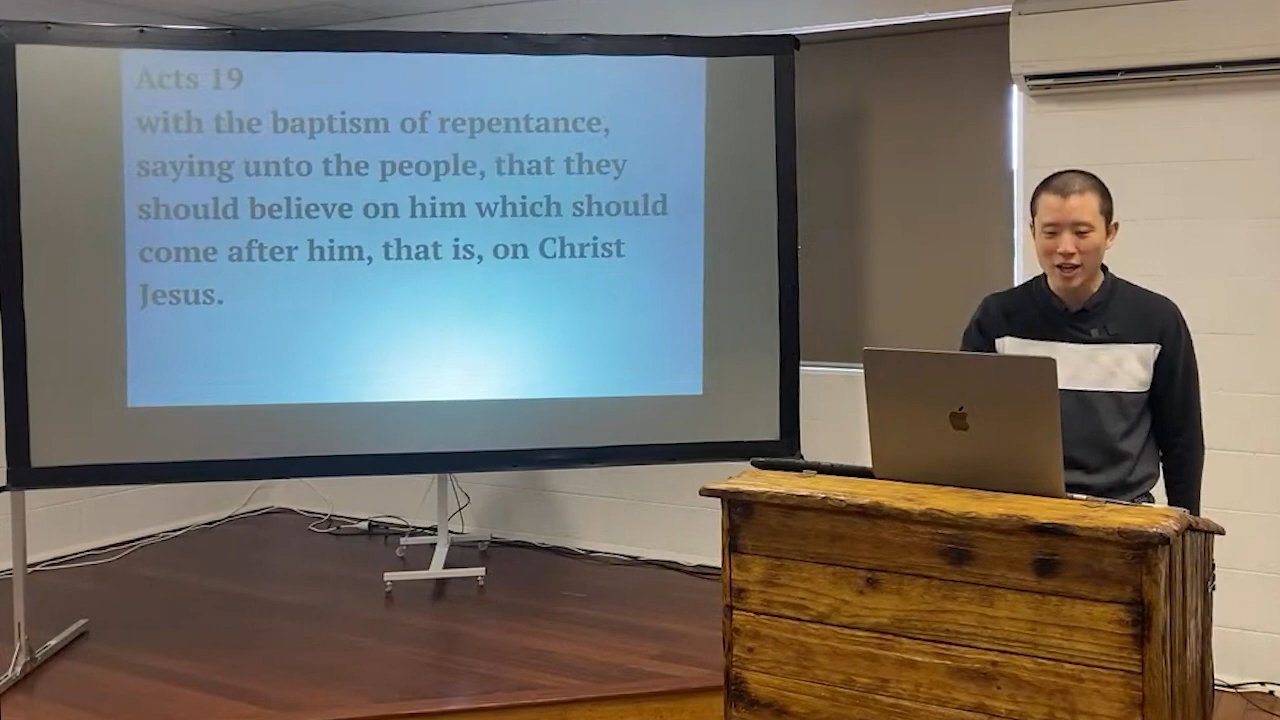 Acts 19
with the baptism of repentance,
saying unto the people, that they
should believe on him which should
come after him, that is, on Christ
Jesus.